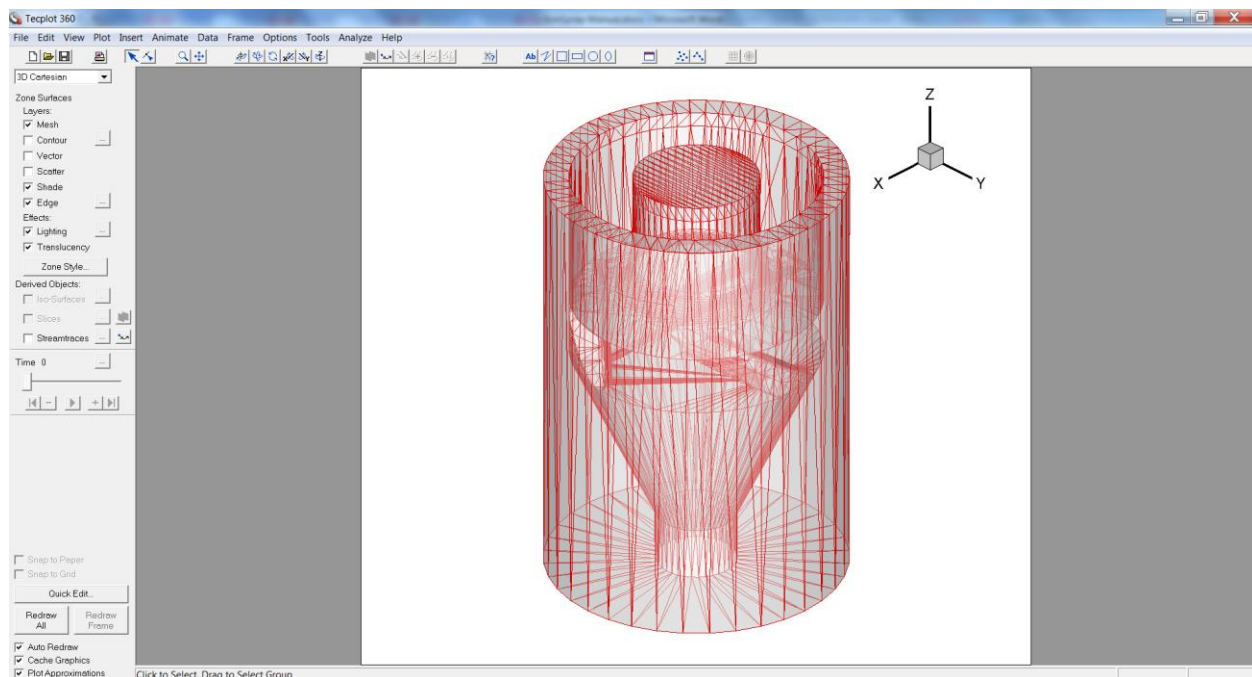 Tecplot 360
File Edit View Plot Insert Animate Data Frame Options Tools Analyze Help
3D Cartesian
Zone Surfaces
Layers:
Mesh
Contour
Vector
Scatter
Shade
Edge
Effects:
Lighting
Translucency
Zone Style...
Derived Objects:
Iso-Surfaces
Slices
Streamtraces
Time 0
Snap to Paper
Snap to Grid
Quick Edit...
Redraw All
Redraw Frame
Auto Redraw
Cache Graphics
Plot Approximations
Click to Select, Drag to Select Group
Z
X
Y